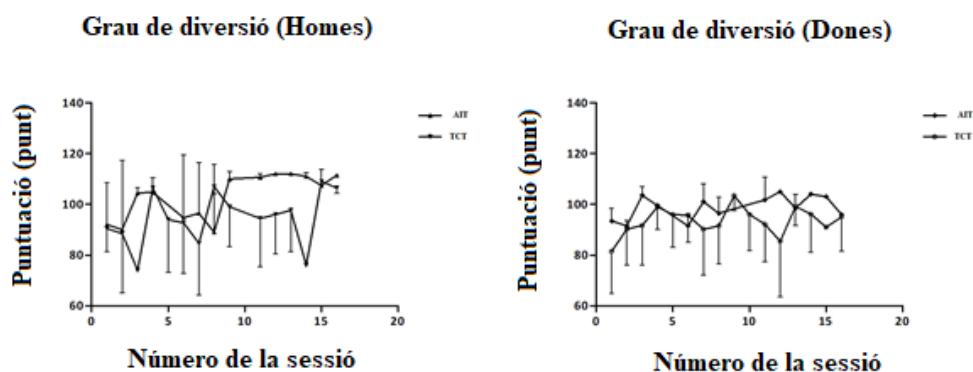 Grau de diversió (Homes)
Puntuació (punt)
140
120
100
80
60
0
5
10
15
20
AIT
TCT
Número de la sessió
Grau de diversió (Dones)
Puntuació (punt)
140
120
100
80
60
0
5
10
15
20
AIT
TCT
Número de la sessió